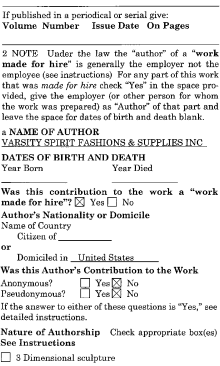 If published in a periodical or serial give:
Volume Number Issue Date On Pages
2 NOTE Under the law the "author" of a "work
made for hire" is generally the employer not the
employee (see instructions) For any part of this work
that was made for hire check "Yes" in the space pro-
vided, give the employer (or other person for whom
the work was prepared) as "Author" of that part and
leave the space for dates of birth and death blank.
a NAME OF AUTHOR
VARSITY SPIRIT FASHIONS & SUPPLIES INC
DATES OF BIRTH AND DEATH
Year Born Year Died
Was this contribution to the work a "work
made for hire"? ☒ Yes ☐ No
Author's Nationality or Domicile
Name of Country
Citizen of
or
Domiciled in United States
Was this Author's Contribution to the Work
Anonymous? ☐ Yes ☒ No
Pseudonymous? ☐ Yes ☒ No
If the answer to either of these questions is "Yes," see
detailed instructions.
Nature of Authorship Check appropriate box(es)
See Instructions
☐ 3 Dimensional sculpture